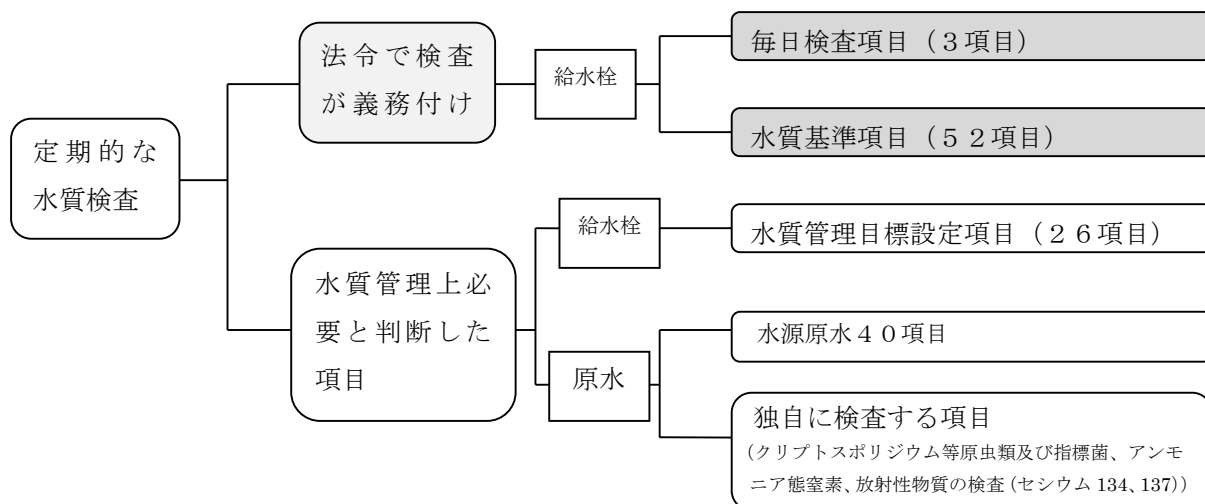 定期的な
水質検査
法令で検査
が義務付け
給水栓
毎日検査項目（３項目）
水質基準項目（５２項目）
水質管理上必
要と判断した
項目
給水栓
水質管理目標設定項目（２６項目）
原水
水源原水４０項目
独自に検査する項目
（クリプトスポリジウム等原虫類及び指標菌、アンモ
ニア態窒素、放射性物質の検査（セシウム 134、137））